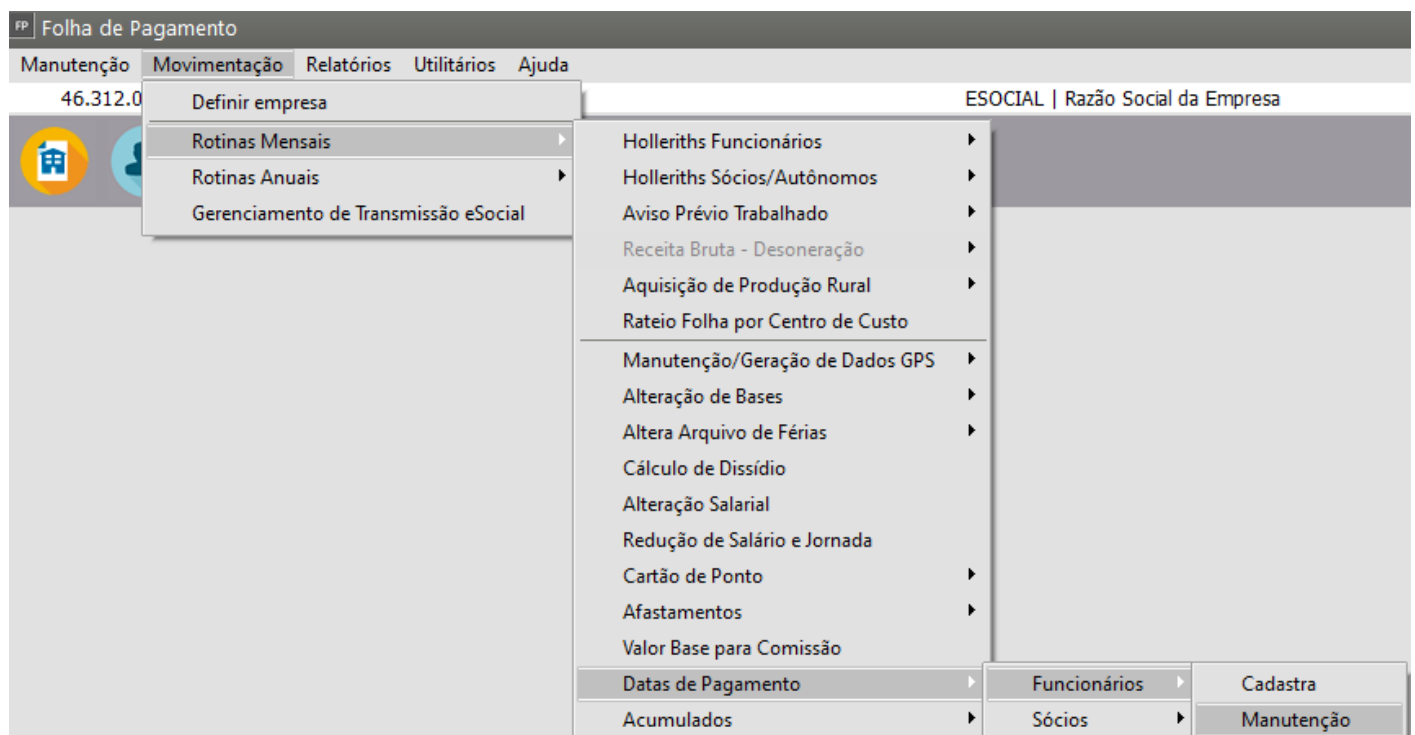 FP Folha de Pagamento
Manutenção Movimentação Relatórios Utilitários Ajuda
46.312.0 ESOCIAL | Razão Social da Empresa
Definir empresa
Rotinas Mensais
Rotinas Anuais
Gerenciamento de Transmissão eSocial
Holleriths Funcionários
Holleriths Sócios/Autônomos
Aviso Prévio Trabalhado
Receita Bruta - Desoneração
Aquisição de Produção Rural
Rateio Folha por Centro de Custo
Manutenção/Geração de Dados GPS
Alteração de Bases
Altera Arquivo de Férias
Cálculo de Dissídio
Alteração Salarial
Redução de Salário e Jornada
Cartão de Ponto
Afastamentos
Valor Base para Comissão
Datas de Pagamento
Acumulados
Funcionários
Sócios
Cadastra
Manutenção